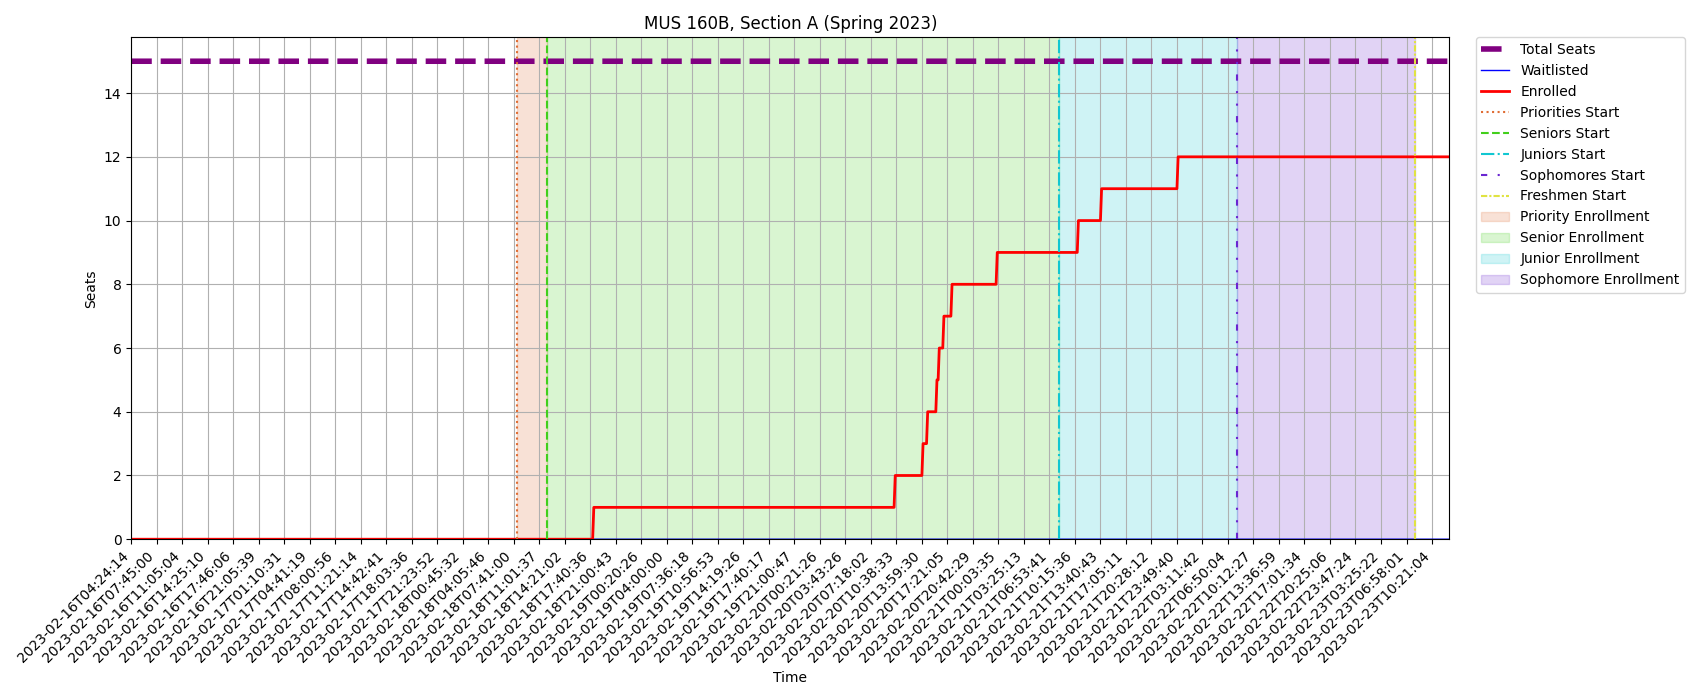 MUS 160B, Section A (Spring 2023)
Total Seats
Waitlisted
Enrolled
Priorities Start
Seniors Start
Juniors Start
Sophomores Start
Freshmen Start
Priority Enrollment
Senior Enrollment
Junior Enrollment
Sophomore Enrollment
Seats
14
12
10
8
6
4
2
0
2023-02-16T04:24:14
2023-02-16T07:45:00
2023-02-16T11:05:04
2023-02-16T14:25:10
2023-02-16T17:46:06
2023-02-16T21:05:39
2023-02-17T01:10:31
2023-02-17T04:41:19
2023-02-17T08:00:56
2023-02-17T11:21:14
2023-02-17T14:42:41
2023-02-17T18:03:36
2023-02-17T21:23:52
2023-02-18T00:45:32
2023-02-18T04:05:46
2023-02-18T07:41:00
2023-02-18T11:01:37
2023-02-18T14:21:02
2023-02-18T17:40:36
2023-02-18T21:00:43
2023-02-19T00:20:26
2023-02-19T04:00:00
2023-02-19T07:36:18
2023-02-19T10:56:53
2023-02-19T14:19:26
2023-02-19T17:40:17
2023-02-19T21:00:47
2023-02-20T00:21:26
2023-02-20T03:43:26
2023-02-20T07:18:02
2023-02-20T10:38:33
2023-02-20T13:59:30
2023-02-20T17:21:05
2023-02-20T20:42:29
2023-02-21T00:03:35
2023-02-21T03:25:13
2023-02-21T06:53:41
2023-02-21T10:15:36
2023-02-21T13:40:43
2023-02-21T17:05:11
2023-02-21T20:28:12
2023-02-21T23:49:40
2023-02-22T03:11:42
2023-02-22T06:50:04
2023-02-22T10:12:27
2023-02-22T13:36:59
2023-02-22T17:01:34
2023-02-22T20:25:06
2023-02-22T23:47:24
2023-02-23T03:25:22
2023-02-23T06:58:01
2023-02-23T10:21:04
Time